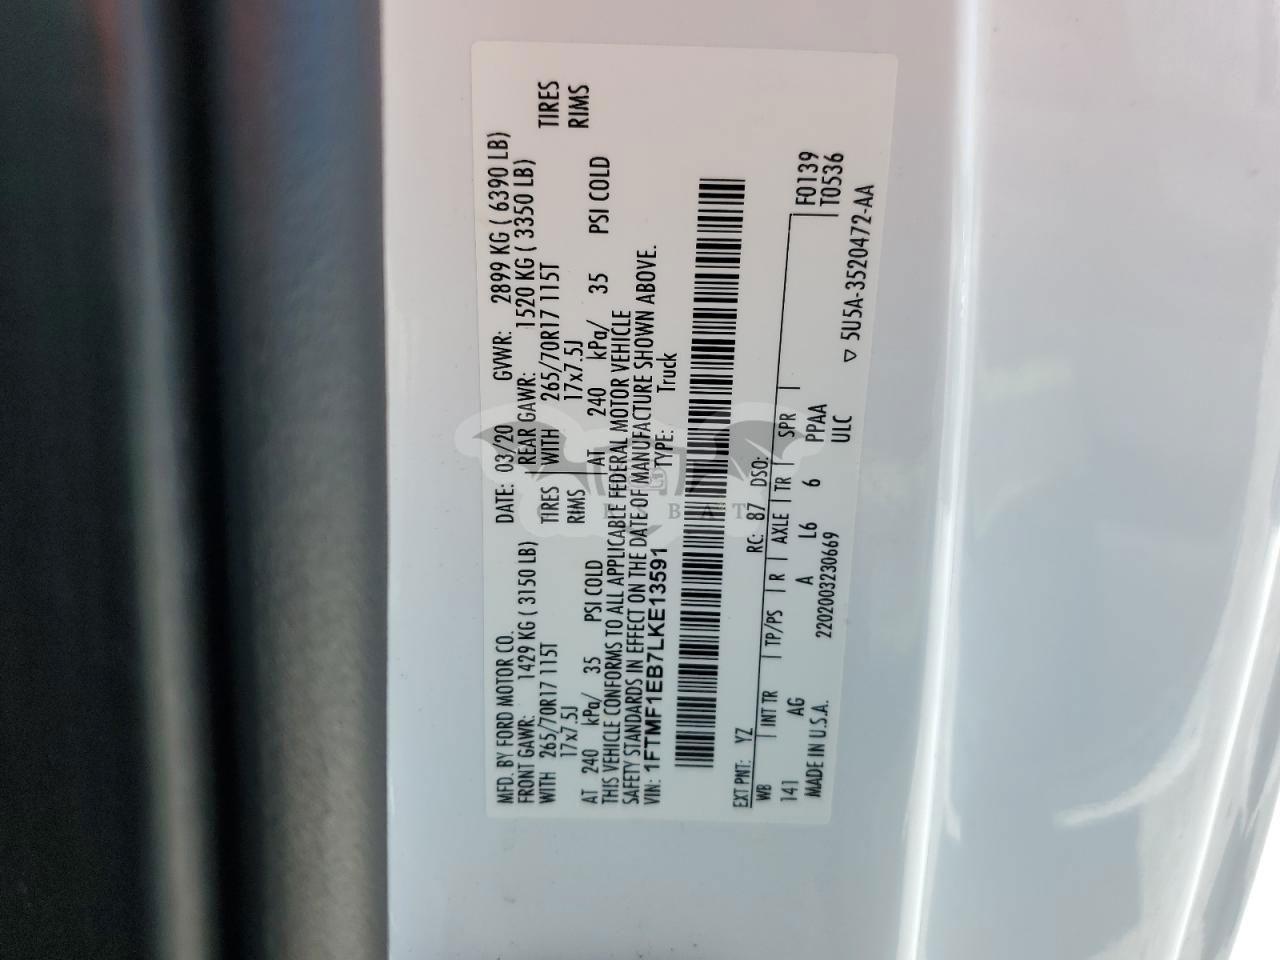 MFD. BY FORD MOTOR CO.
DATE: 03/20 GVWR: 2899 KG ( 6390 LB)
FRONT GAWR: 1429 KG ( 3150 LB) REAR GAWR: 1520 KG ( 3350 LB)
WITH 265/70R17 115T TIRES WITH 265/70R17 115T TIRES
17x7.5J RIMS 17x7.5J RIMS
AT 240 kPa/ 35 PSI COLD AT 240 kPa/ 35 PSI COLD
THIS VEHICLE CONFORMS TO ALL APPLICABLE FEDERAL MOTOR VEHICLE
SAFETY STANDARDS IN EFFECT ON THE DATE OF MANUFACTURE SHOWN ABOVE.
VIN: 1FTMF1EB7LKE13591 TYPE: Truck
EXT PNT: YZ RC: 87 DSO: F0139
WB INT TR TP/PS R AXLE TR SPR T0536
141 AG A L6 6 PPAA
MADE IN U.S.A. 2202003230669 ULC
▽ 5U5A-3520472-AA